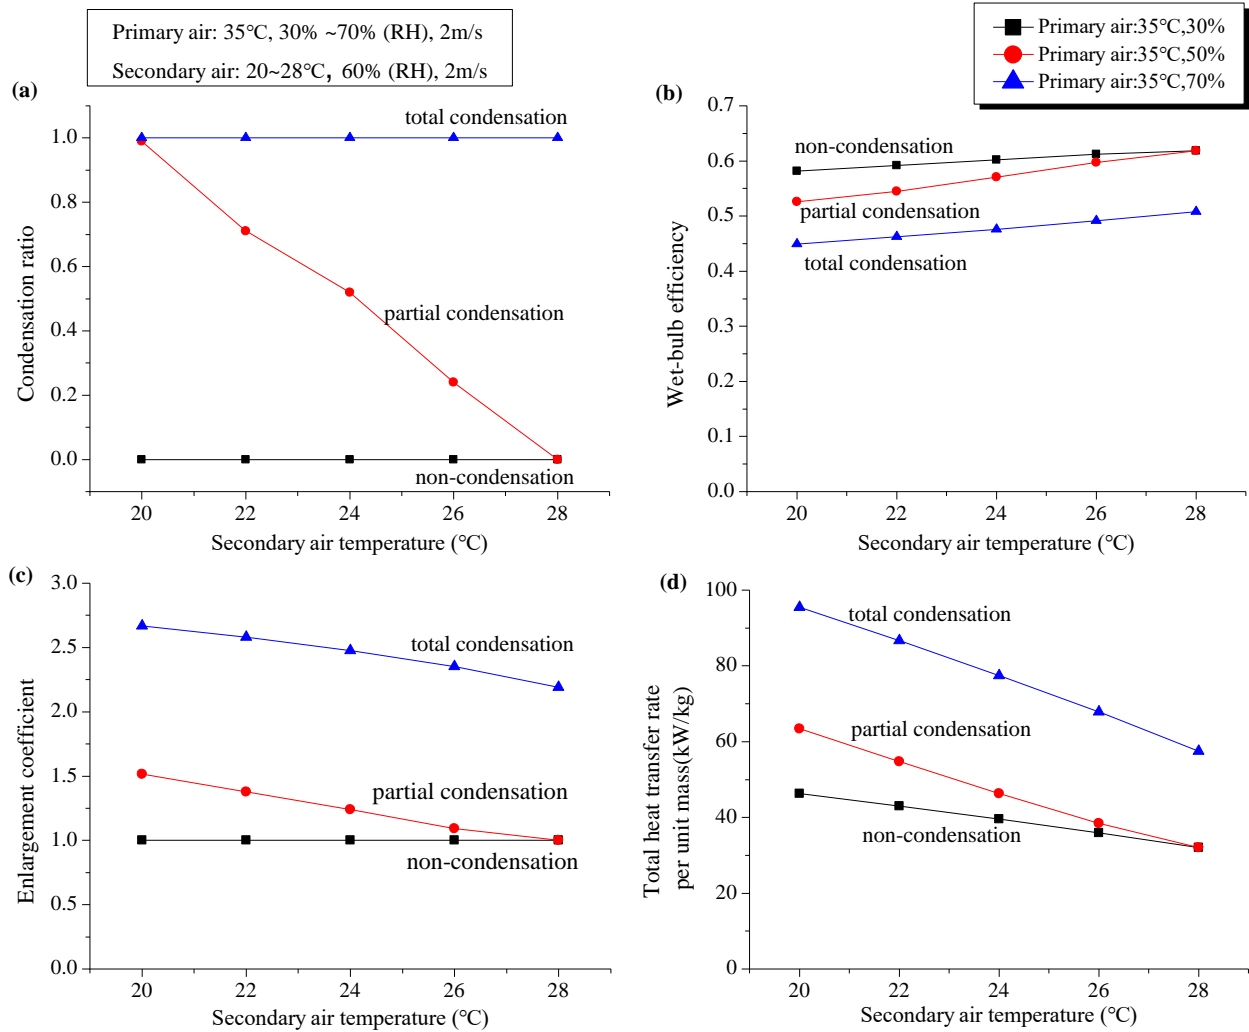 Primary air: 35℃, 30% ~70% (RH), 2m/s
Secondary air: 20~28℃, 60% (RH), 2m/s
Primary air:35℃,30%
Primary air:35℃,50%
Primary air:35℃,70%
(a)
1.0
0.8
0.6
0.4
0.2
0.0
Condensation ratio
total condensation
partial condensation
non-condensation
20
22
24
26
28
Secondary air temperature (℃)
(b)
0.7
0.6
0.5
0.4
0.3
0.2
0.1
0.0
Wet-bulb efficiency
non-condensation
partial condensation
total condensation
20
22
24
26
28
Secondary air temperature (℃)
(c)
3.0
2.5
2.0
1.5
1.0
0.5
0.0
Enlargement coefficient
total condensation
partial condensation
non-condensation
20
22
24
26
28
Secondary air temperature (℃)
(d)
100
80
60
40
20
0
Total heat transfer rate
per unit mass(kW/kg)
total condensation
partial condensation
non-condensation
20
22
24
26
28
Secondary air temperature (℃)